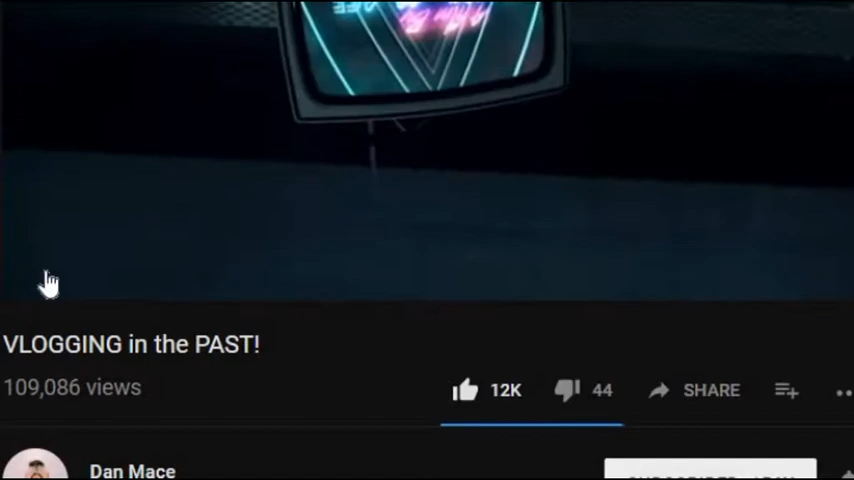 VLOGGING in the PAST!
109,086 views
12K
44
SHARE
Dan Mace